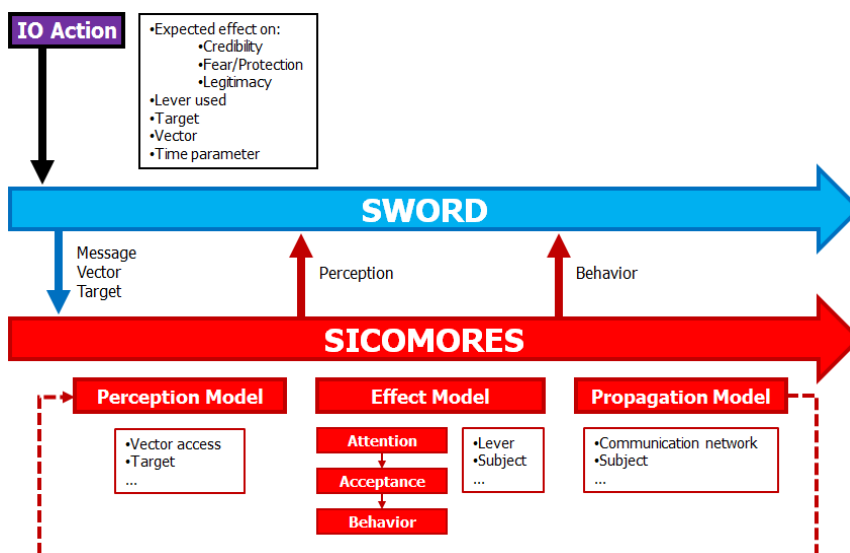 IO Action
•Expected effect on:
•Credibility
•Fear/Protection
•Legitimacy
•Lever used
•Target
•Vector
•Time parameter
SWORD
Message
Vector
Target
Perception
Behavior
SICOMORES
Perception Model
Effect Model
Propagation Model
•Vector access
•Target
...
Attention
Acceptance
Behavior
•Lever
•Subject
...
•Communication network
•Subject
...